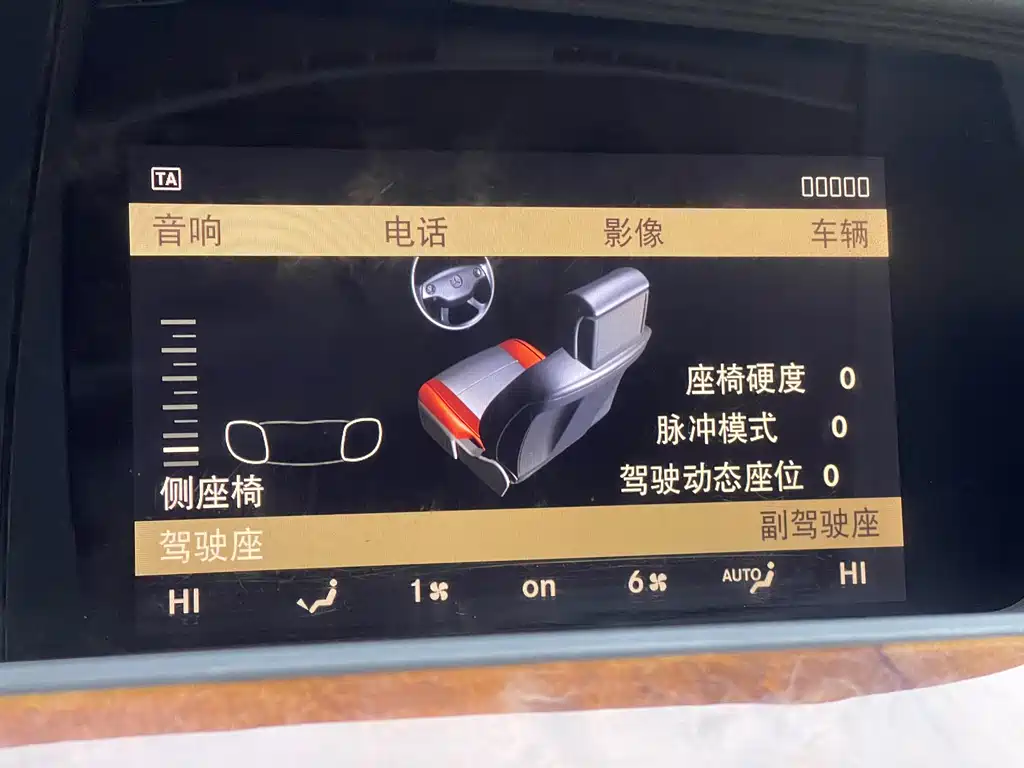 TA
音响 电话 影像 车辆
座椅硬度 0
脉冲模式 0
驾驶动态座位 0
侧座椅
驾驶座 副驾驶座
HI 1 on 6 AUTO HI